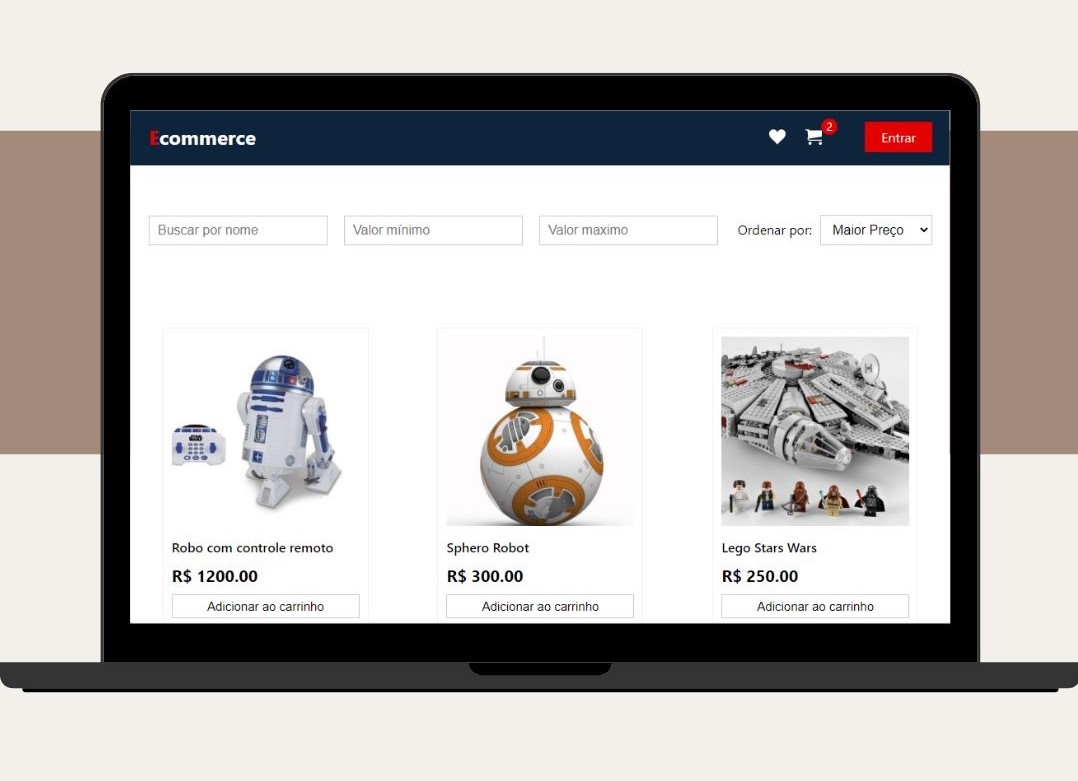 Ecommerce
2
Entrar
Buscar por nome
Valor mínimo
Valor maximo
Ordenar por:
Maior Preço
Robo com controle remoto
R$ 1200.00
Adicionar ao carrinho
Sphero Robot
R$ 300.00
Adicionar ao carrinho
Lego Stars Wars
R$ 250.00
Adicionar ao carrinho